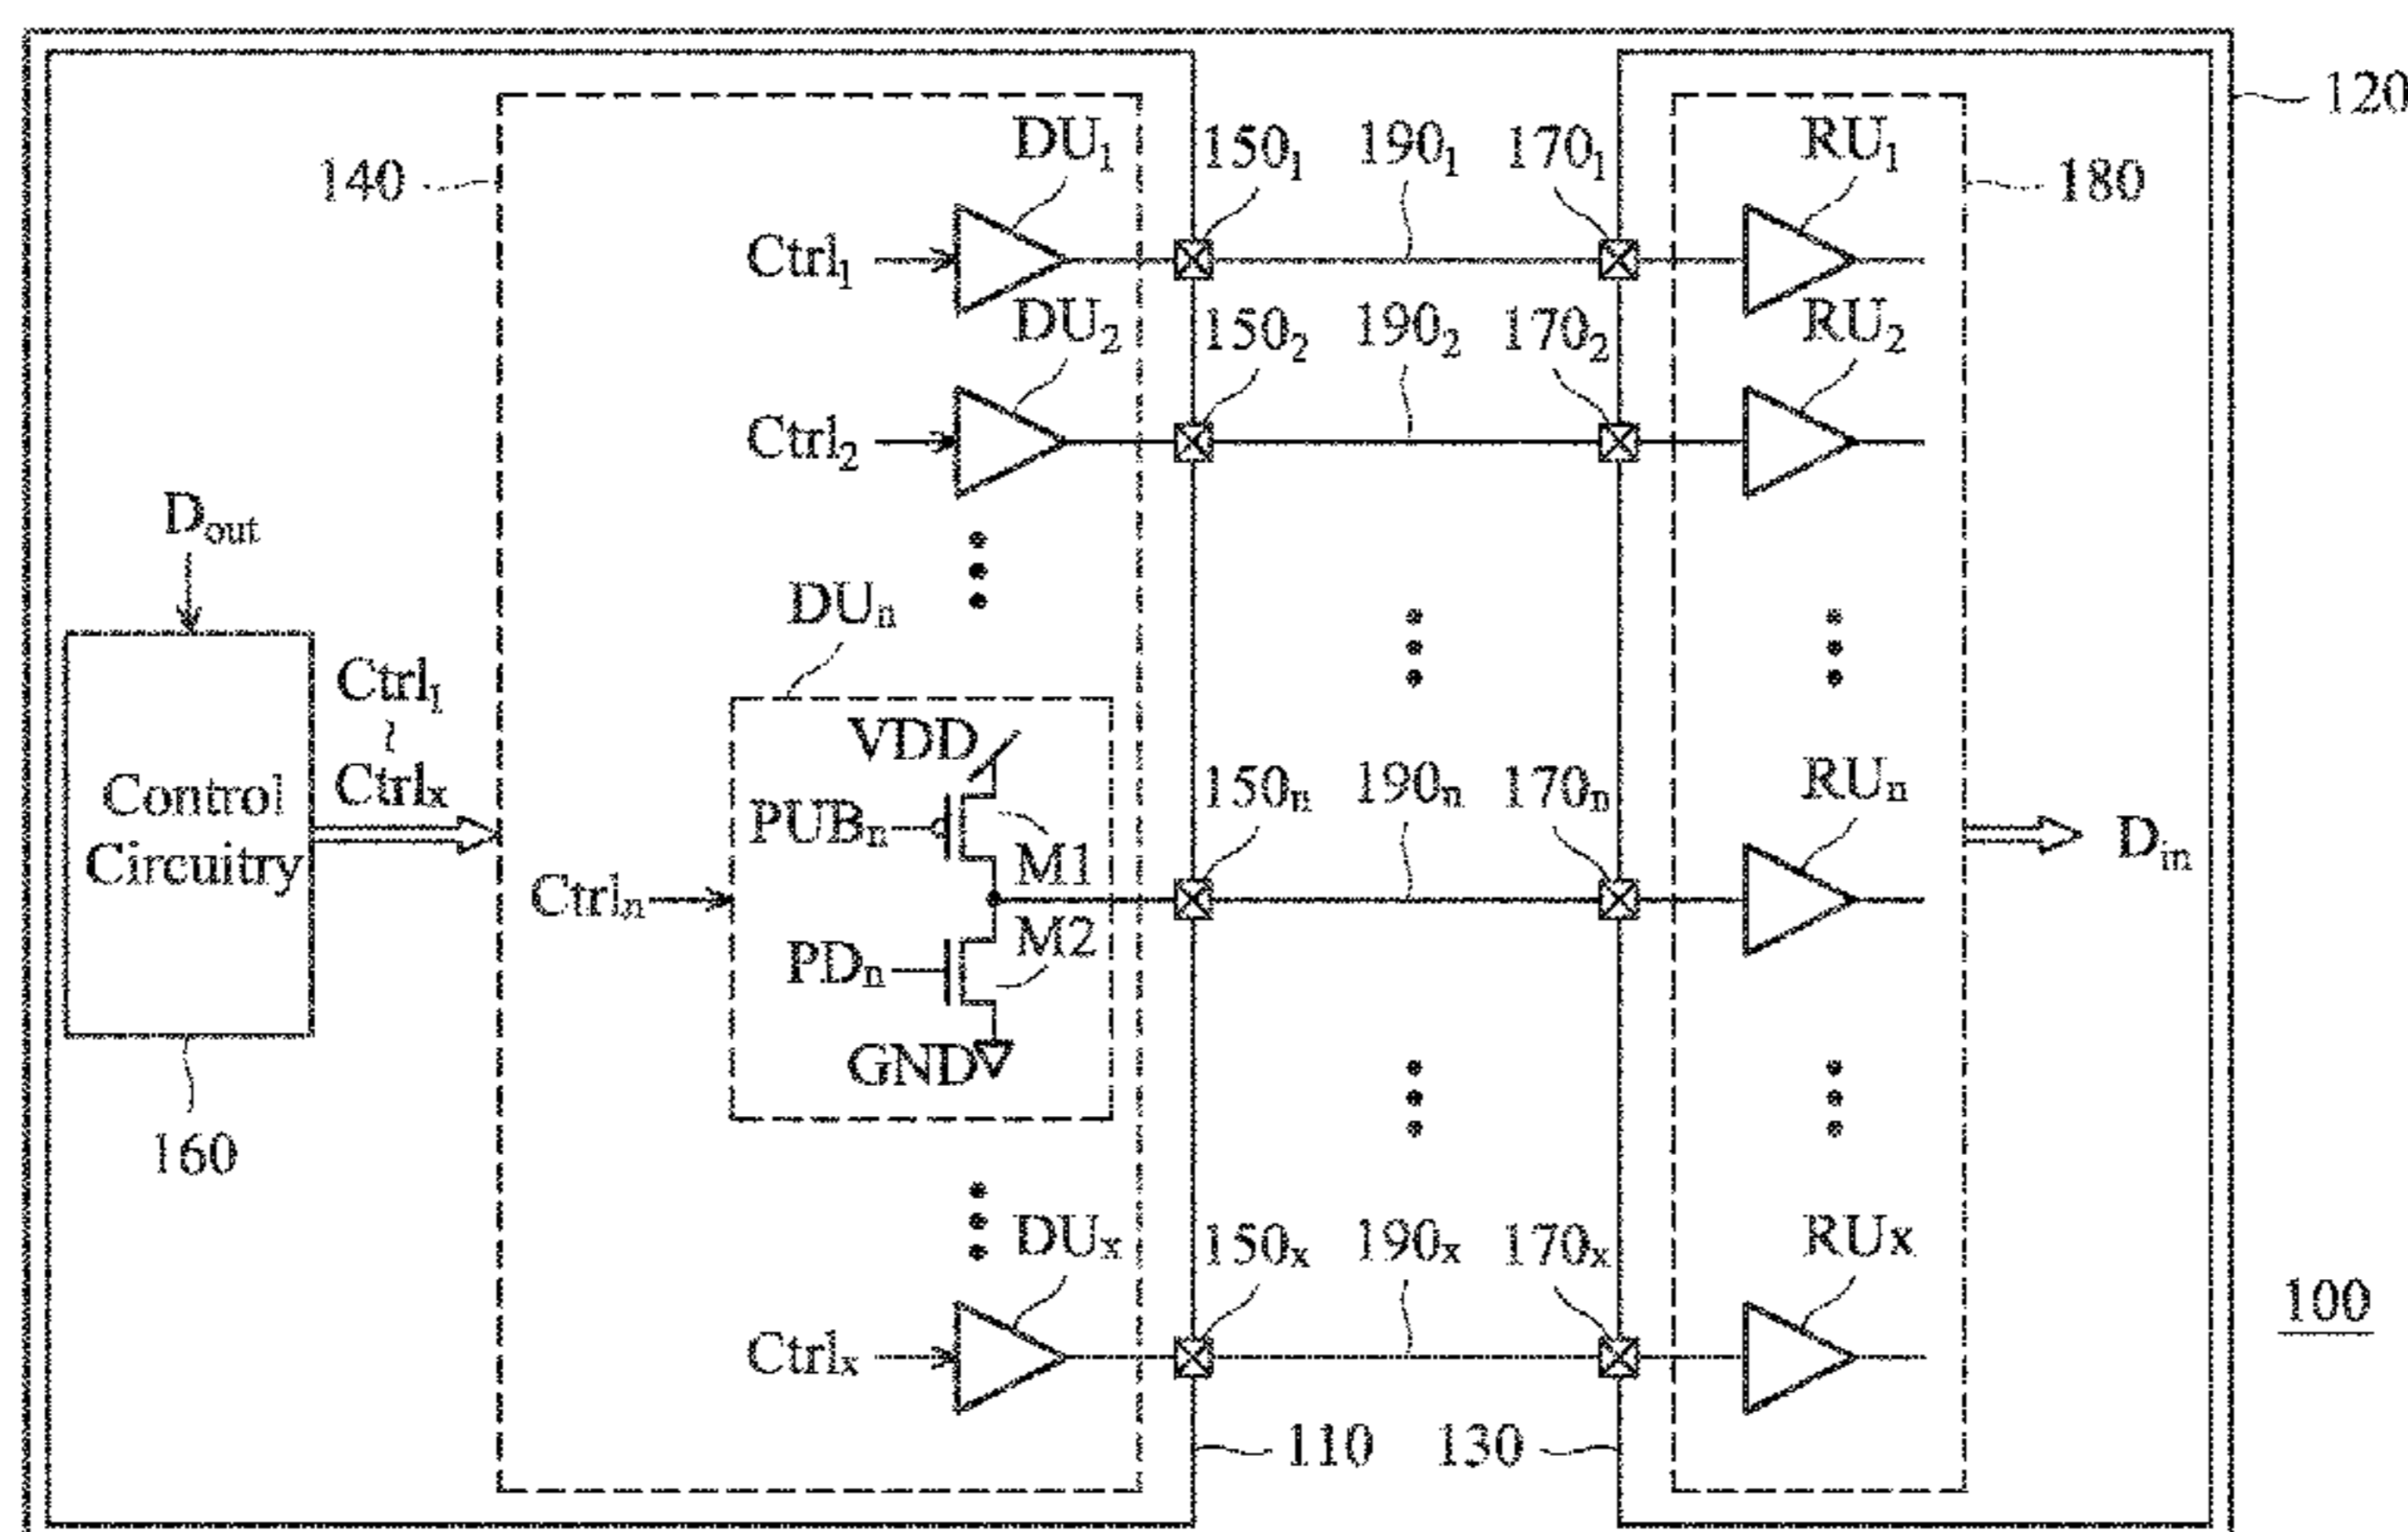 120
140
DU₁
150₁
190₁
170₁
RU₁
180
Ctrl₁
DU₂
150₂
190₂
170₂
RU₂
Ctrl₂
Dout
DUn
Ctrl₁
~
Ctrlx
Control
Circuitry
160
VDD
PUBn
M1
Ctrln
M2
PDn
GND
150n
190n
170n
RUn
Din
DUx
150x
190x
170x
RUx
Ctrlx
100
110
130